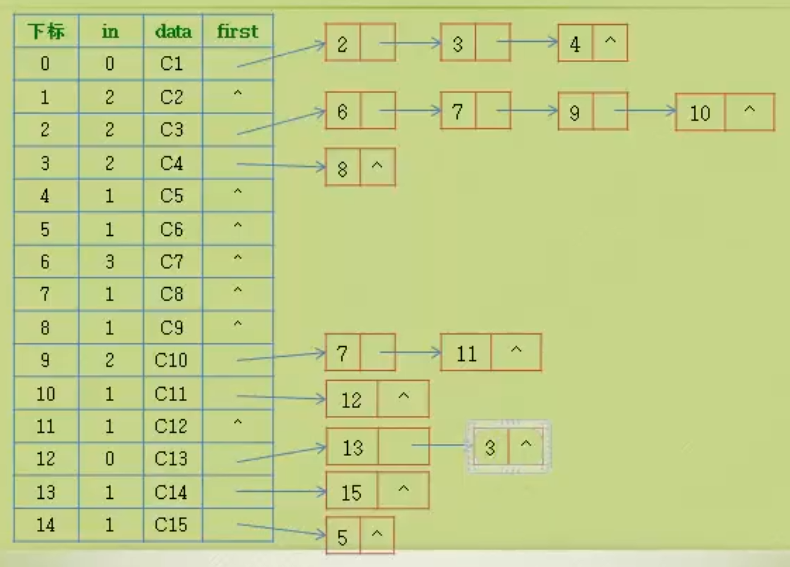 下标 in data first
0 0 C1 2 3 4 ^
1 2 C2 ^
2 2 C3 6 7 9 10 ^
3 2 C4 8 ^
4 1 C5 ^
5 1 C6 ^
6 3 C7 ^
7 1 C8 ^
8 1 C9 ^
9 2 C10 7 11 ^
10 1 C11 12 ^
11 1 C12 ^
12 0 C13 13 3 ^
13 1 C14 15 ^
14 1 C15 5 ^